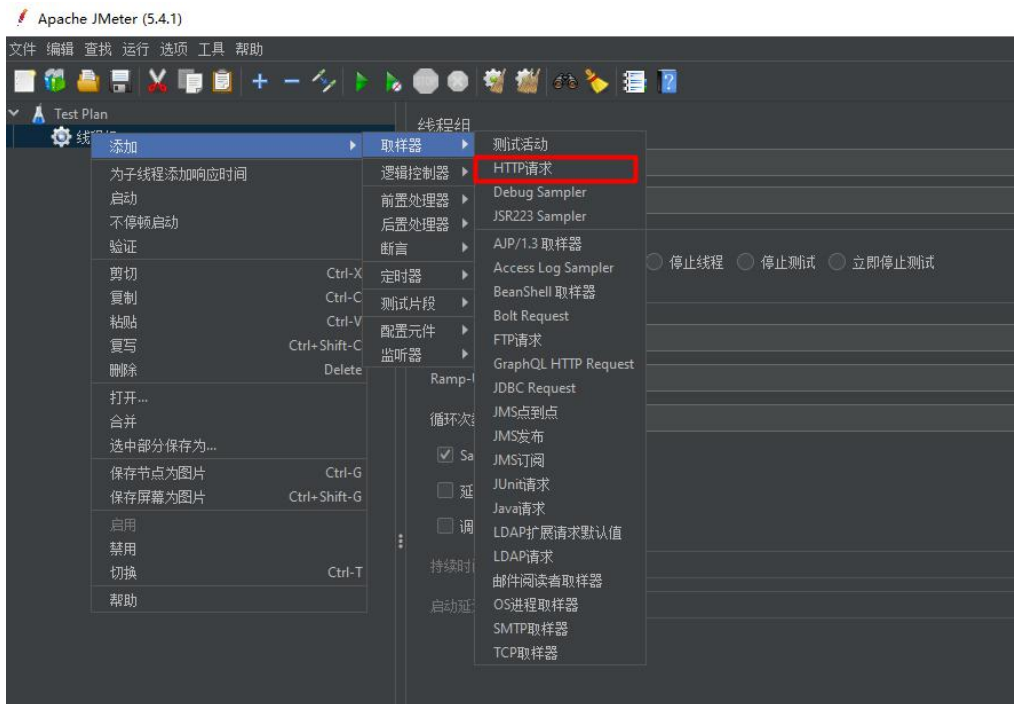 Apache JMeter (5.4.1)
文件 编辑 查找 运行 选项 工具 帮助
Test Plan
线程组
添加
为子线程添加响应时间
启动
不停顿启动
验证
剪切 Ctrl-X
复制 Ctrl-C
粘贴 Ctrl-V
复写 Ctrl+Shift-C
删除 Delete
打开...
合并
选中部分保存为...
保存节点为图片 Ctrl-G
保存屏幕为图片 Ctrl+Shift-G
启用
禁用
切换 Ctrl-T
帮助
取样器
逻辑控制器
前置处理器
后置处理器
断言
定时器
测试片段
配置元件
监听器
测试活动
HTTP请求
Debug Sampler
JSR223 Sampler
AJP/1.3 取样器
Access Log Sampler
BeanShell 取样器
Bolt Request
FTP请求
GraphQL HTTP Request
JDBC Request
JMS点到点
JMS发布
JMS订阅
JUnit请求
Java请求
LDAP扩展请求默认值
LDAP请求
邮件阅读者取样器
OS进程取样器
SMTP取样器
TCP取样器
停止线程 停止测试 立即停止测试
Ramp-
循环次
Sa
延
调
持续时
启动延